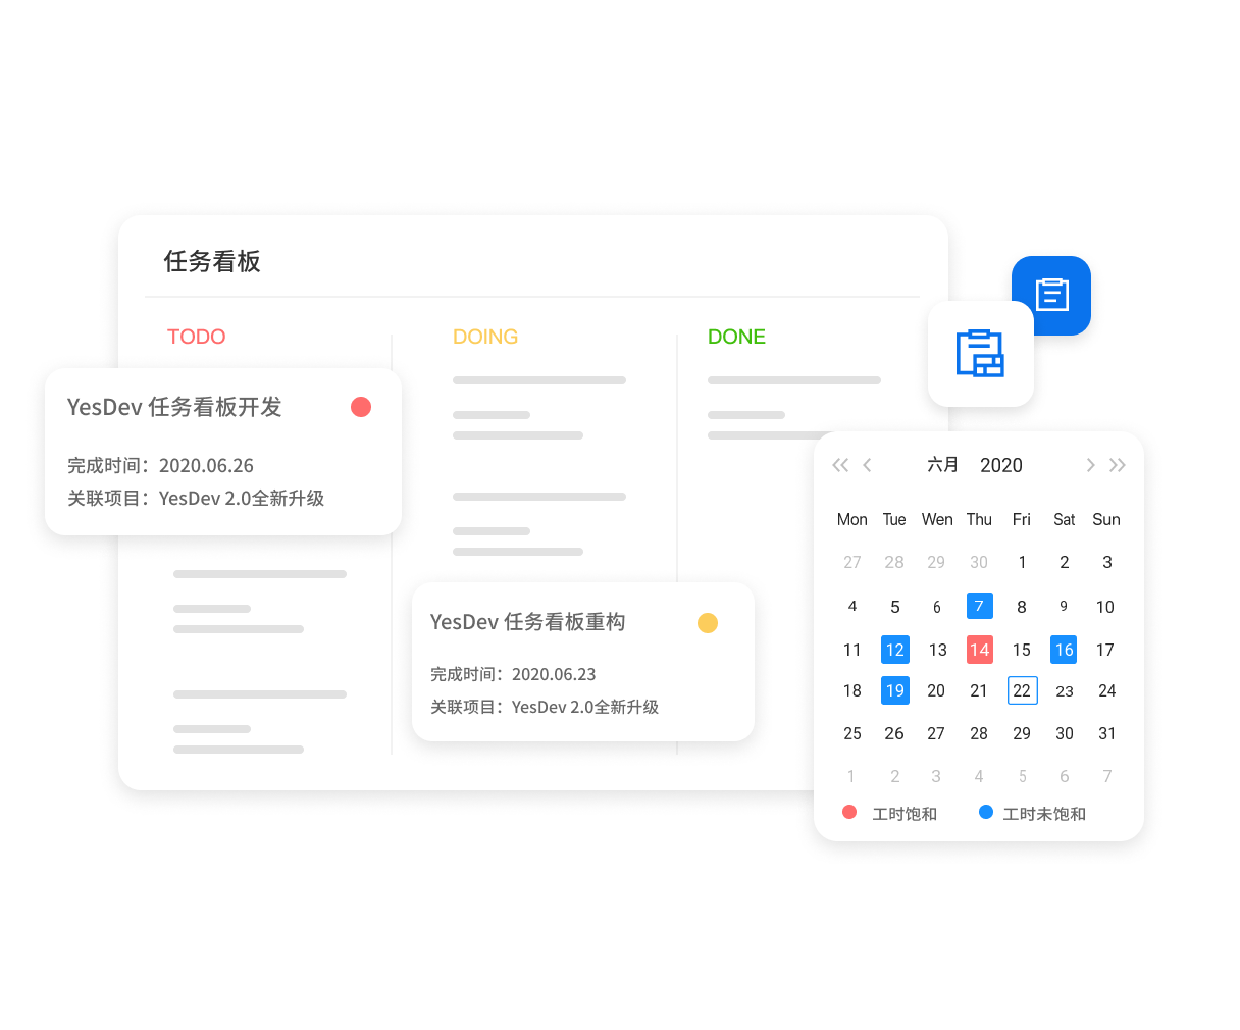 任务看板
TODO
DOING
DONE
YesDev 任务看板开发
完成时间：2020.06.26
关联项目：YesDev 2.0全新升级
YesDev 任务看板重构
完成时间：2020.06.23
关联项目：YesDev 2.0全新升级
六月 2020
Mon Tue Wen Thu Fri Sat Sun
27 28 29 30 1 2 3
4 5 6 7 8 9 10
11 12 13 14 15 16 17
18 19 20 21 22 23 24
25 26 27 28 29 30 31
1 2 3 4 5 6 7
工时饱和 工时未饱和